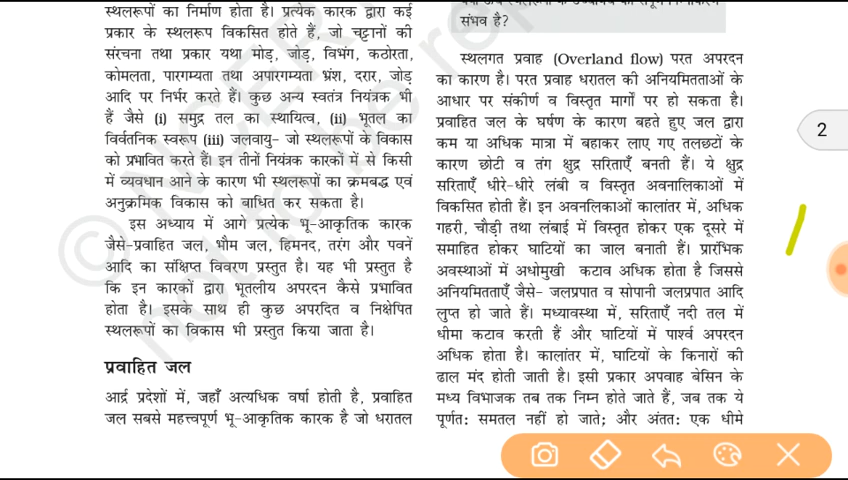 स्थलरूपों का निर्माण होता है। प्रत्येक कारक द्वारा कई
प्रकार के स्थलरूप विकसित होते हैं, जो चट्टानों की
संरचना तथा प्रकार यथा मोड़, जोड़, विभंग, कठोरता,
कोमलता, पारगम्यता तथा अपारगम्यता भ्रंश, दरार, जोड़
आदि पर निर्भर करते हैं। कुछ अन्य स्वतंत्र नियंत्रक भी
हैं जैसे (i) समुद्र तल का स्थायित्व, (ii) भूतल का
विर्वतनिक स्वरूप (iii) जलवायु- जो स्थलरूपों के विकास
को प्रभावित करते हैं। इन तीनों नियंत्रक कारकों में से किसी
में व्यवधान आने के कारण भी स्थलरूपों का क्रमबद्ध एवं
अनुक्रमिक विकास को बाधित कर सकता है।
इस अध्याय में आगे प्रत्येक भू-आकृतिक कारक
जैसे-प्रवाहित जल, भौम जल, हिमनद, तरंग और पवनें
आदि का संक्षिप्त विवरण प्रस्तुत है। यह भी प्रस्तुत है
कि इन कारकों द्वारा भूतलीय अपरदन कैसे प्रभावित
होता है। इसके साथ ही कुछ अपरदित व निक्षेपित
स्थलरूपों का विकास भी प्रस्तुत किया जाता है।
प्रवाहित जल
आर्द्र प्रदेशों में, जहाँ अत्यधिक वर्षा होती है, प्रवाहित
जल सबसे महत्त्वपूर्ण भू-आकृतिक कारक है जो धरातल
संभव है?
स्थलगत प्रवाह (Overland flow) परत अपरदन
का कारण है। परत प्रवाह धरातल की अनियमितताओं के
आधार पर संकीर्ण व विस्तृत मार्गों पर हो सकता है।
प्रवाहित जल के घर्षण के कारण बहते हुए जल द्वारा
कम या अधिक मात्रा में बहाकर लाए गए तलछटों के
कारण छोटी व तंग क्षुद्र सरिताएँ बनती हैं। ये क्षुद्र
सरिताएँ धीरे-धीरे लंबी व विस्तृत अवनालिकाओं में
विकसित होती हैं। इन अवनलिकाओं कालांतर में, अधिक
गहरी, चौड़ी तथा लंबाई में विस्तृत होकर एक दूसरे में
समाहित होकर घाटियों का जाल बनाती हैं। प्रारंभिक
अवस्थाओं में अधोमुखी कटाव अधिक होता है जिससे
अनियमितताएँ जैसे- जलप्रपात व सोपानी जलप्रपात आदि
लुप्त हो जाते हैं। मध्यावस्था में, सरिताएँ नदी तल में
धीमा कटाव करती हैं और घाटियों में पार्श्व अपरदन
अधिक होता है। कालांतर में, घाटियों के किनारों की
ढाल मंद होती जाती है। इसी प्रकार अपवाह बेसिन के
मध्य विभाजक तब तक निम्न होते जाते हैं, जब तक ये
पूर्णत: समतल नहीं हो जाते; और अंतत: एक धीमे
2